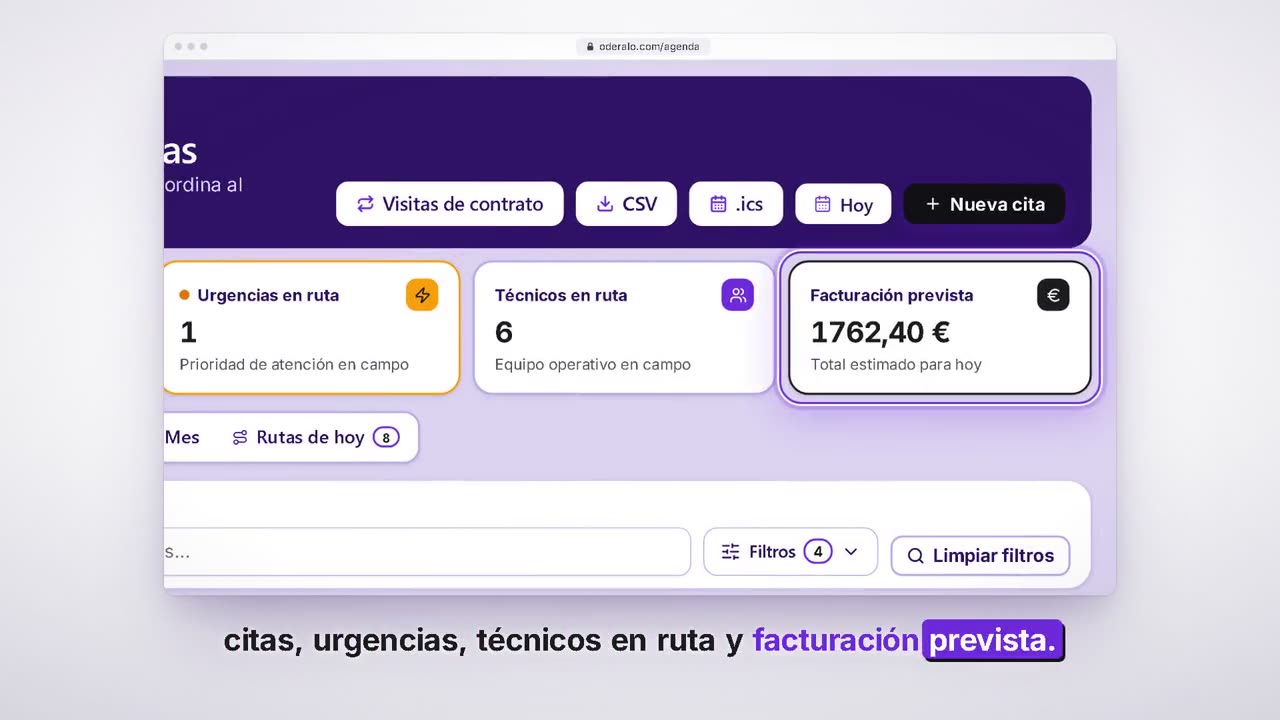 oderalo.com/agenda
as
ordina al
Visitas de contrato
CSV
.ics
Hoy
+ Nueva cita
Urgencias en ruta
1
Prioridad de atención en campo
Técnicos en ruta
6
Equipo operativo en campo
Facturación prevista
€
1762,40 €
Total estimado para hoy
Mes
Rutas de hoy 8
s...
Filtros 4
Limpiar filtros
citas, urgencias, técnicos en ruta y facturación prevista.